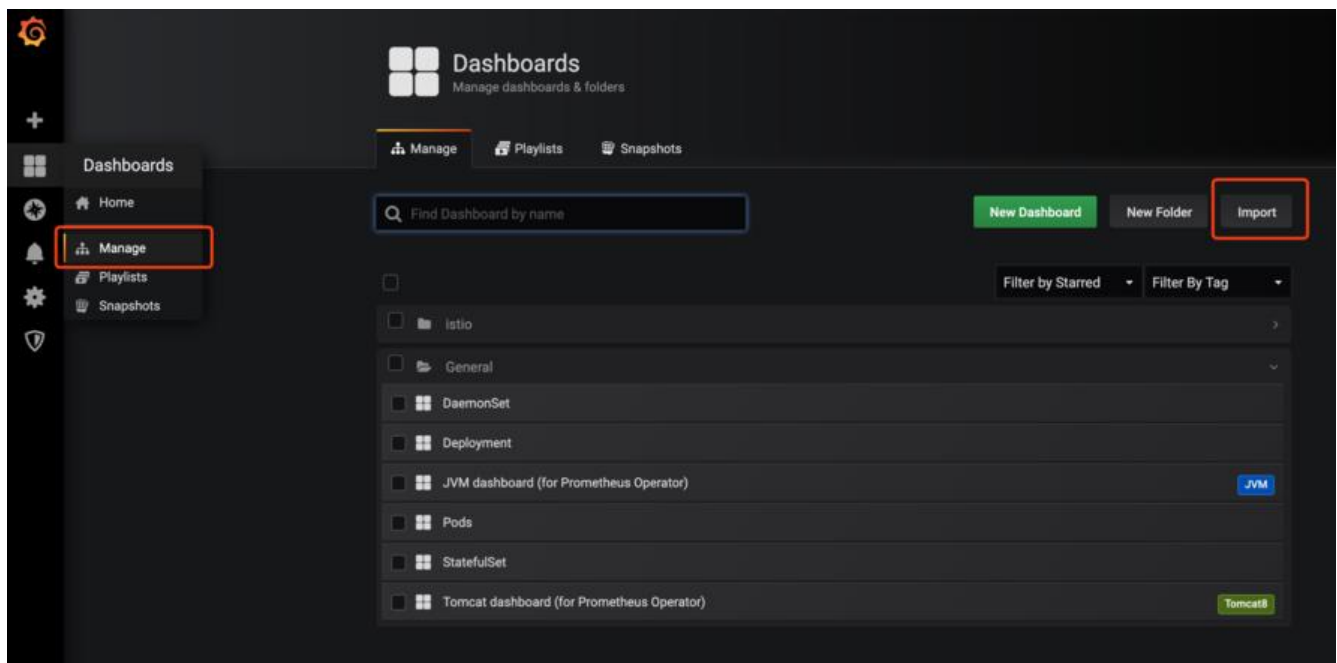 Dashboards
Manage dashboards & folders
Manage Playlists Snapshots
Dashboards
Home
Manage
Playlists
Snapshots
Find Dashboard by name
New Dashboard New Folder Import
Filter by Starred Filter By Tag
istio
General
DaemonSet
Deployment
JVM dashboard (for Prometheus Operator) JVM
Pods
StatefulSet
Tomcat dashboard (for Prometheus Operator) Tomcat8